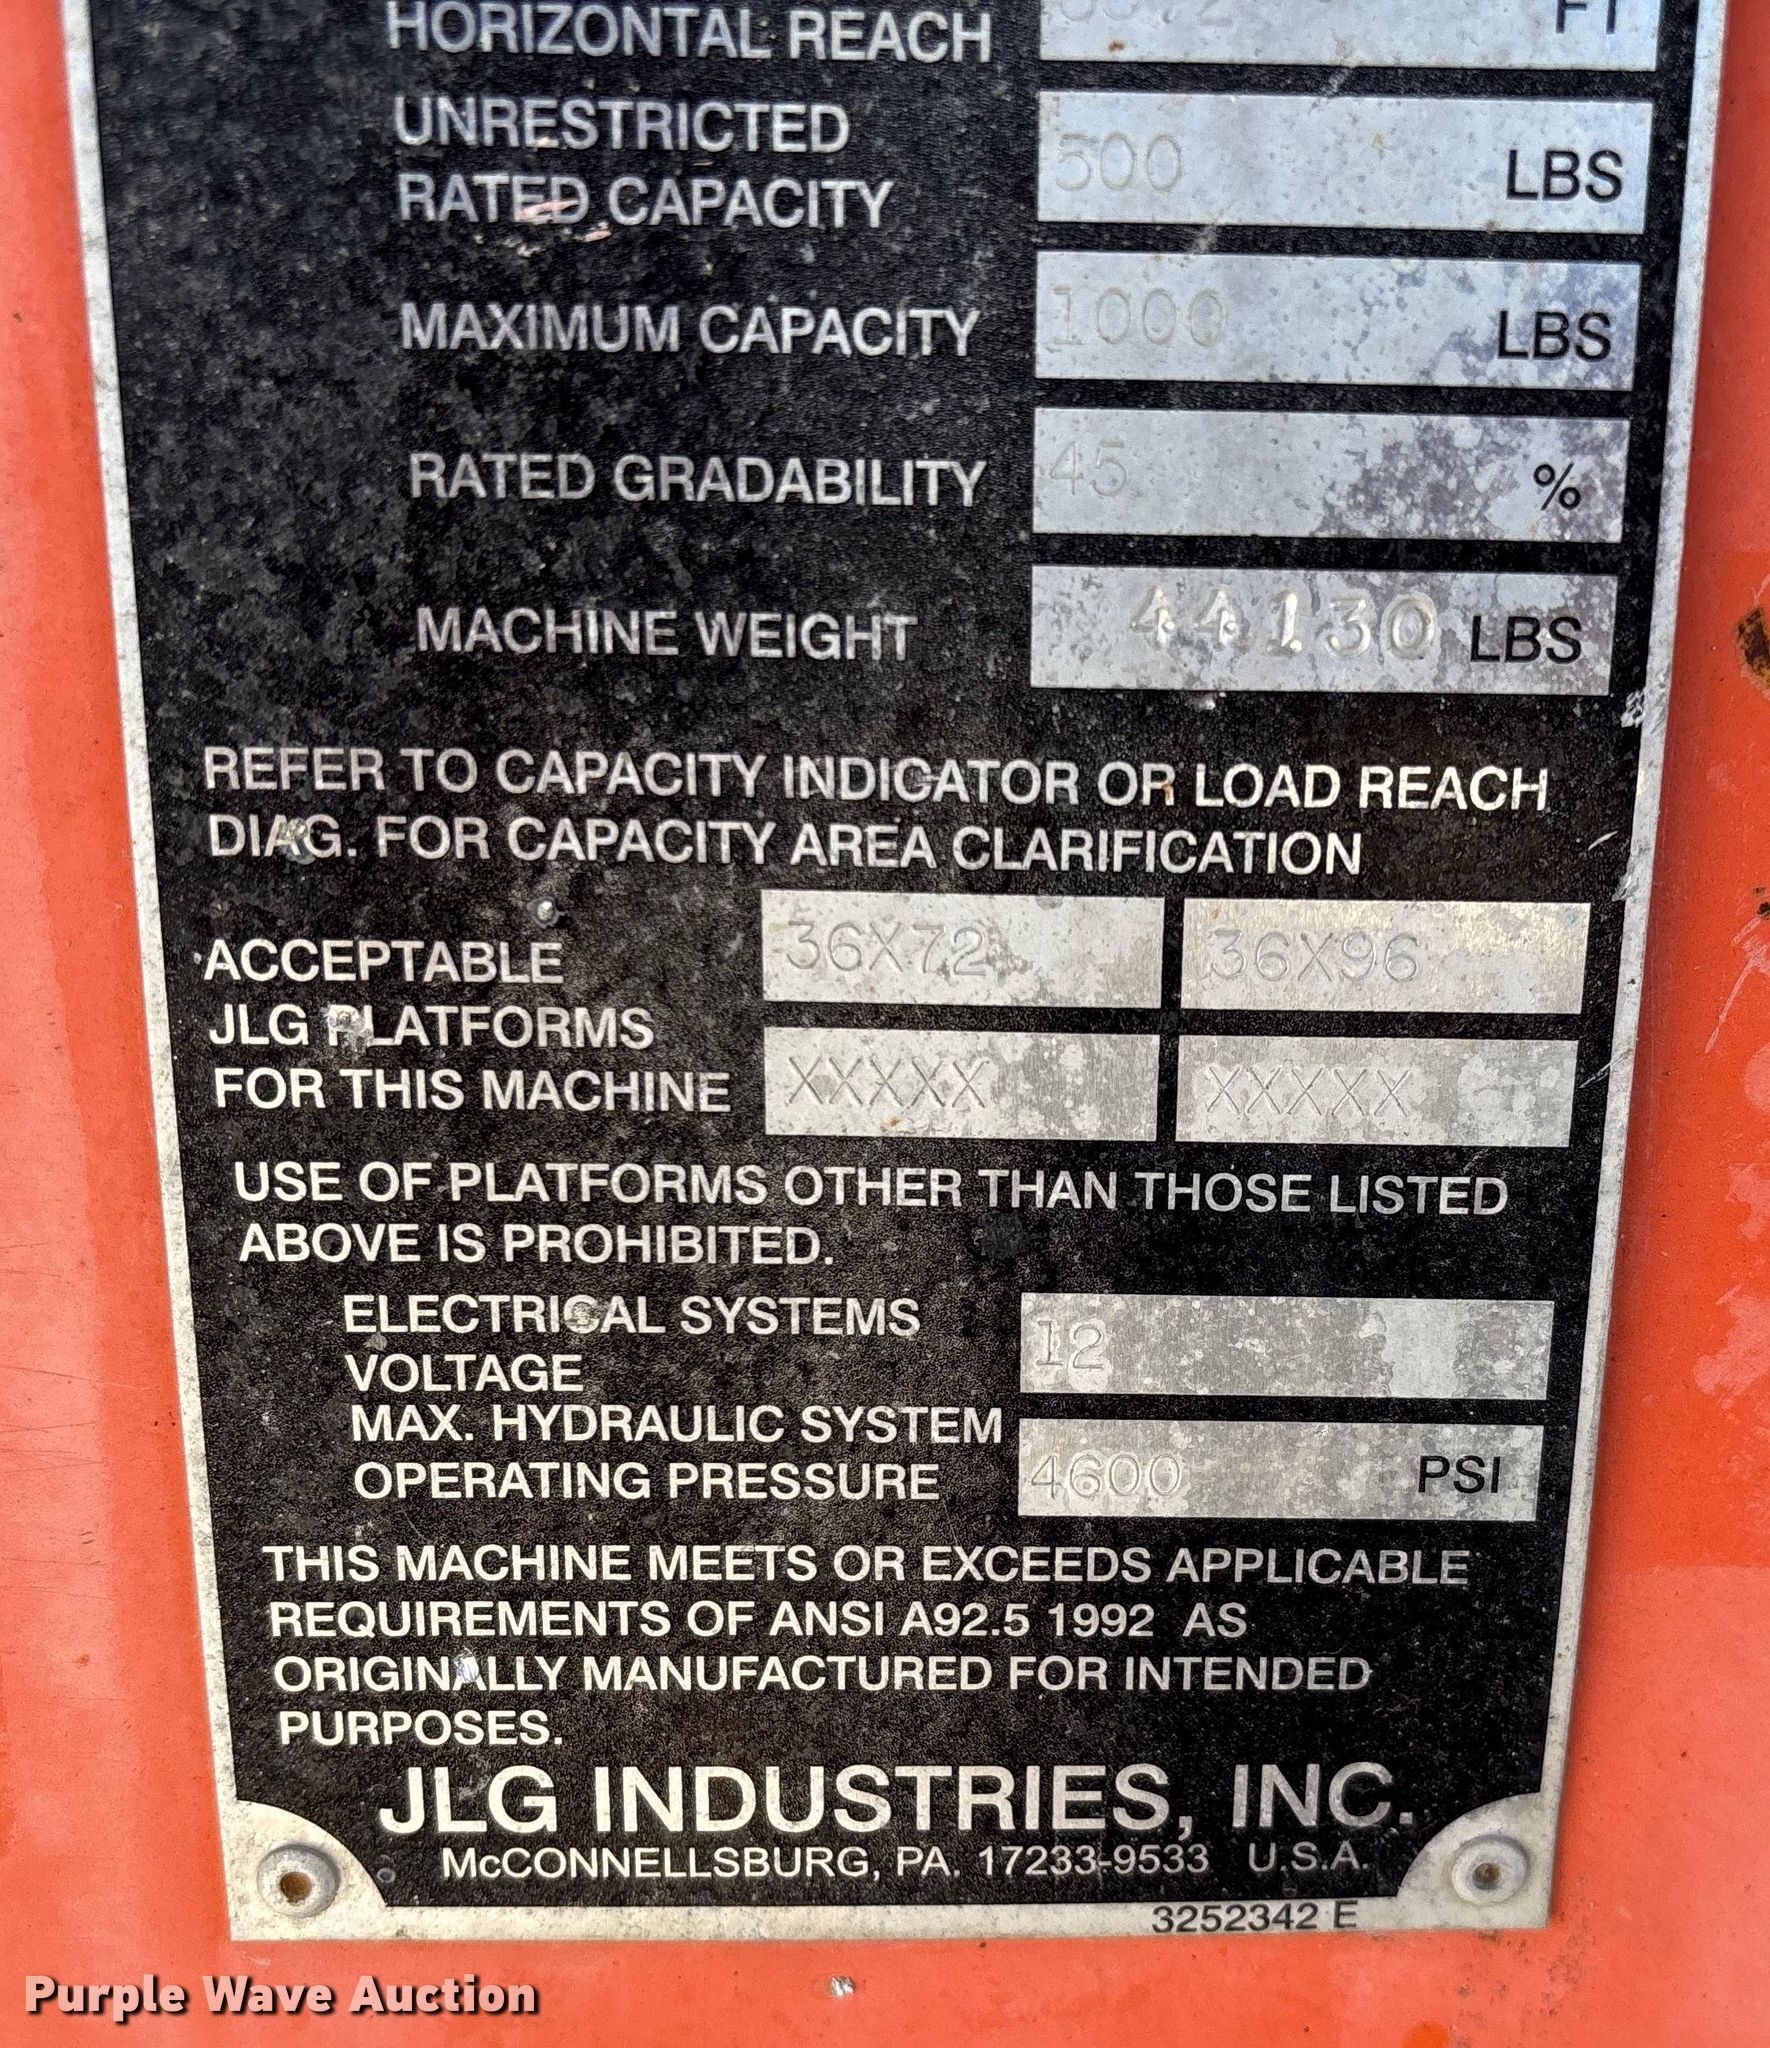 HORIZONTAL REACH FT
UNRESTRICTED
RATED CAPACITY 500 LBS
MAXIMUM CAPACITY 1000 LBS
RATED GRADABILITY 45 %
MACHINE WEIGHT 44130 LBS
REFER TO CAPACITY INDICATOR OR LOAD REACH
DIAG. FOR CAPACITY AREA CLARIFICATION
ACCEPTABLE 36X72 36X96
JLG PLATFORMS
FOR THIS MACHINE XXXXX XXXXX
USE OF PLATFORMS OTHER THAN THOSE LISTED
ABOVE IS PROHIBITED.
ELECTRICAL SYSTEMS
VOLTAGE 12
MAX. HYDRAULIC SYSTEM
OPERATING PRESSURE 4600 PSI
THIS MACHINE MEETS OR EXCEEDS APPLICABLE
REQUIREMENTS OF ANSI A92.5 1992 AS
ORIGINALLY MANUFACTURED FOR INTENDED
PURPOSES.
JLG INDUSTRIES, INC.
McCONNELLSBURG, PA. 17233-9533 U.S.A.
3252342 E
Purple Wave Auction